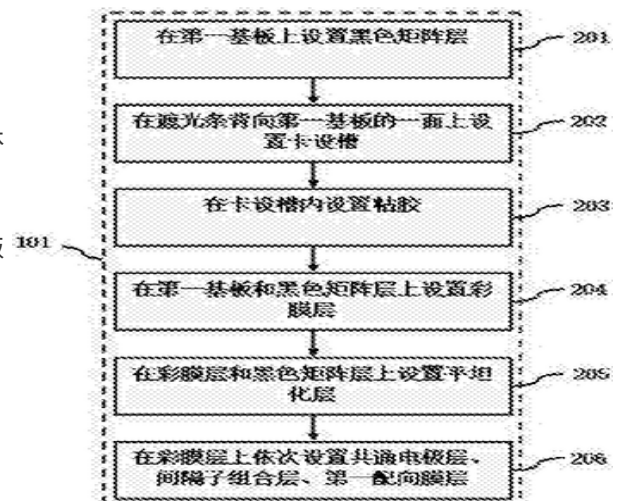 在第一基板上设置黑色矩阵层
201
在遮光条背向第一基板的一面上设
置卡设槽
202
在卡设槽内设置粘胶
203
101
在第一基板和黑色矩阵层上设置彩
膜层
204
在彩膜层和黑色矩阵层上设置平坦
化层
205
在彩膜层上依次设置共通电极层、
间隔子组合层、第一配向膜层
206